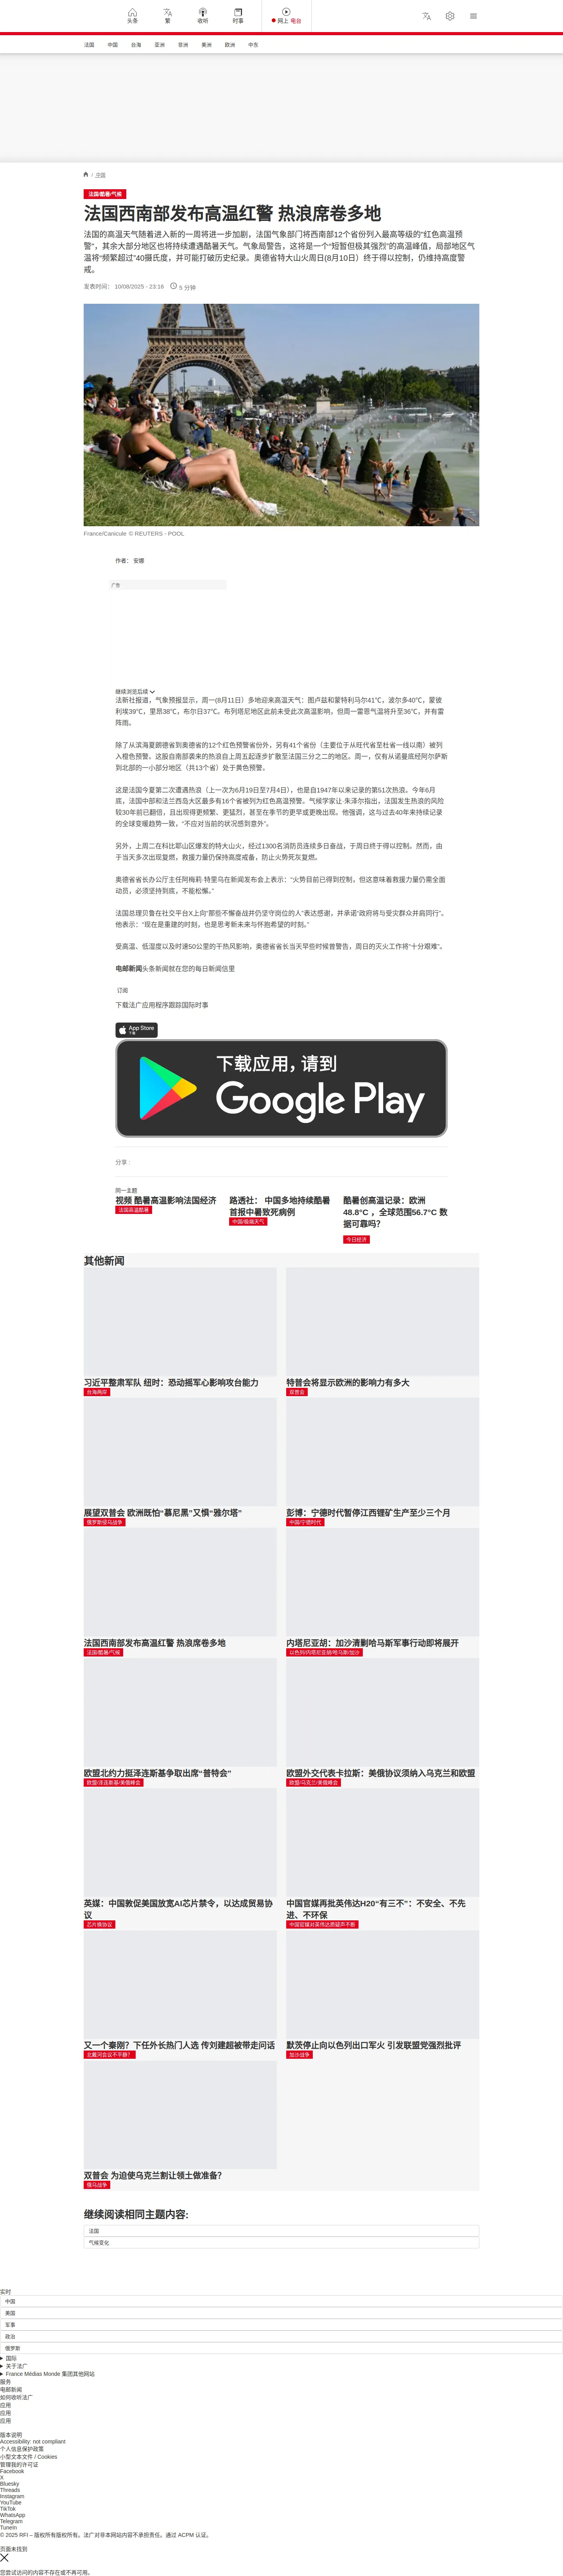 头条
繁
收听
时事
网上 电台
法国 中国 台湾 亚洲 非洲 美洲 欧洲 中东
/ 中国
法国/酷暑/气候
法国西南部发布高温红警 热浪席卷多地
法国的高温天气随着进入新的一周将进一步加剧，法国气象部门将西南部12个省份列入最高等级的"红色高温预
警"，其余大部分地区也将持续遭遇酷暑天气。气象局警告，这将是一个“短暂但极其强烈”的高温峰值，局部地区气
温将“频繁超过”40摄氏度，并可能打破历史纪录。奥德省特大山火周日(8月10日）终于得以控制，仍维持高度警
戒。
发表时间： 10/08/2025 - 23:16 5 分钟
France/Canicule © REUTERS - POOL
作者： 安娜
广告
继续浏览后续
法新社报道，气象预报显示，周一(8月11日）多地迎来高温天气：图卢兹和蒙特利马尔41℃，波尔多40℃，蒙彼
利埃39℃，里昂38℃，布尔日37℃。布列塔尼地区此前未受此次高温影响，但周一雷恩气温将升至36℃，并有雷
阵雨。
除了从滨海夏朗德省到奥德省的12个红色预警省份外，另有41个省份（主要位于从旺代省至杜省一线以南）被列
入橙色预警。这股自南部袭来的热浪自上周五起逐步扩散至法国三分之二的地区。周一，仅有从诺曼底经阿尔萨斯
到北部的一小部分地区（共13个省）处于黄色预警。
这是法国今夏第二次遭遇热浪（上一次为6月19日至7月4日），也是自1947年以来记录的第51次热浪。今年6月
底，法国中部和法兰西岛大区最多有16个省被列为红色高温预警。气候学家让·朱泽尔指出，法国发生热浪的风险
较30年前已翻倍，且出现得更频繁、更猛烈，甚至在季节的更早或更晚出现。他强调，这与过去40年来持续记录
的全球变暖趋势一致，“不应对当前的状况感到意外”。
另外，上周二在科比耶山区爆发的特大山火，经过1300名消防员连续多日奋战，于周日终于得以控制。然而，由
于当天多次出现复燃，救援力量仍保持高度戒备，防止火势死灰复燃。
奥德省省长办公厅主任阿梅莉·特里乌在新闻发布会上表示：“火势目前已得到控制，但这意味着救援力量仍需全面
动员，必须坚持到底，不能松懈。”
法国总理贝鲁在社交平台X上向“那些不懈奋战并仍坚守岗位的人”表达感谢，并承诺“政府将与受灾群众并肩同行”。
他表示：“现在是重建的时刻，也是思考新未来与怀抱希望的时刻。”
受高温、低湿度以及时速50公里的干热风影响，奥德省省长当天早些时候曾警告，周日的灭火工作将“十分艰难”。
电邮新闻头条新闻就在您的每日新闻信里
订阅
下载法广应用程序跟踪国际时事
App Store
下载
下载应用，请到
Google Play
分享 :
同一主题
视频 酷暑高温影响法国经济
法国高温酷暑
路透社： 中国多地持续酷暑
首报中暑致死病例
中国/极端天气
酷暑创高温记录：欧洲
48.8°C ，全球范围56.7°C 数
据可靠吗?
今日经济
其他新闻
习近平整肃军队 纽时：恐动摇军心影响攻台能力
台海两岸
特普会将显示欧洲的影响力有多大
双普会
展望双普会 欧洲既怕“慕尼黑”又惧“雅尔塔”
俄罗斯侵乌战争
彭博：宁德时代暂停江西锂矿生产至少三个月
中国/宁德时代
法国西南部发布高温红警 热浪席卷多地
法国/酷暑/气候
内塔尼亚胡：加沙清剿哈马斯军事行动即将展开
以色列/内塔尼亚胡/哈马斯/加沙
欧盟北约力挺泽连斯基争取出席“普特会”
欧盟/泽连斯基/美俄峰会
欧盟外交代表卡拉斯：美俄协议须纳入乌克兰和欧盟
欧盟/乌克兰/美俄峰会
英媒：中国敦促美国放宽AI芯片禁令，以达成贸易协
议
芯片换协议
中国官媒再批英伟达H20“有三不”：不安全、不先
进、不环保
中国官媒对英伟达质疑声不断
又一个秦刚？下任外长热门人选 传刘建超被带走问话
北戴河会议不平静？
默茨停止向以色列出口军火 引发联盟党强烈批评
加沙战争
双普会 为迫使乌克兰割让领土做准备?
俄乌战争
继续阅读相同主题内容:
法国
气候变化
实时
中国
美国
军事
政治
俄罗斯
国际
关于法广
France Médias Monde 集团其他网站
服务
电邮新闻
如何收听法广
应用
应用
应用
版本说明
Accessibility: not compliant
个人信息保护政策
小型文本文件 / Cookies
管理我的许可证
Facebook
X
Bluesky
Threads
Instagram
YouTube
TikTok
WhatsApp
Telegram
TuneIn
© 2025 RFI – 版权所有版权所有。法广对非本网站内容不承担责任。通过 ACPM 认证。
页面未找到
您尝试访问的内容不存在或不再可用。